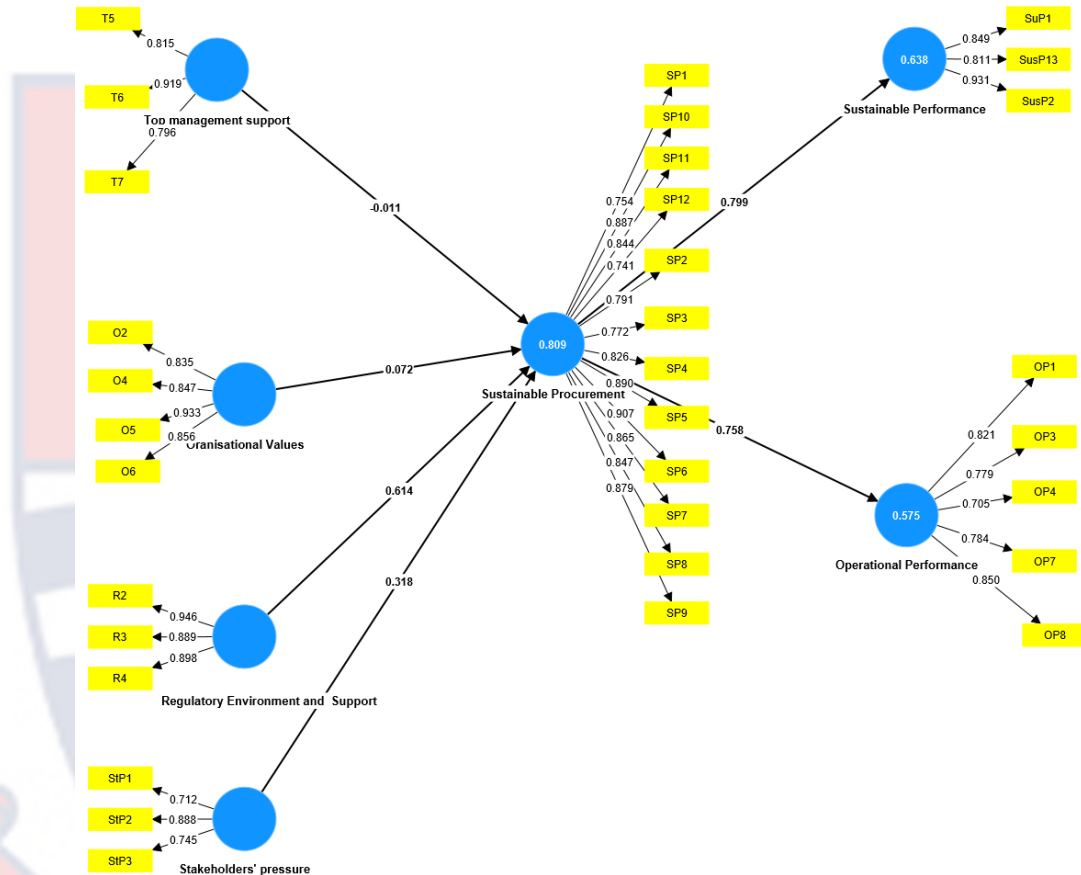 T5
0.815
T6
0.919
Top management support
0.796
T7
-0.011
O2
0.835
O4
0.847
O5
0.933
0.856
O6
Oranisational Values
0.072
R2
0.946
R3
0.889
R4
0.898
Regulatory Environment and Support
0.614
StP1
0.712
StP2
0.888
StP3
0.745
Stakeholders' pressure
0.318
0.809
Sustainable Procurement
SP1
SP10
SP11
SP12
SP2
SP3
SP4
SP5
SP6
SP7
SP8
SP9
0.754
0.887
0.844
0.741
0.791
0.772
0.826
0.890
0.907
0.865
0.847
0.879
0.799
0.758
0.638
Sustainable Performance
SuP1
0.849
SusP13
0.811
SusP2
0.931
0.575
Operational Performance
OP1
0.821
OP3
0.779
OP4
0.705
OP7
0.784
0.850
OP8